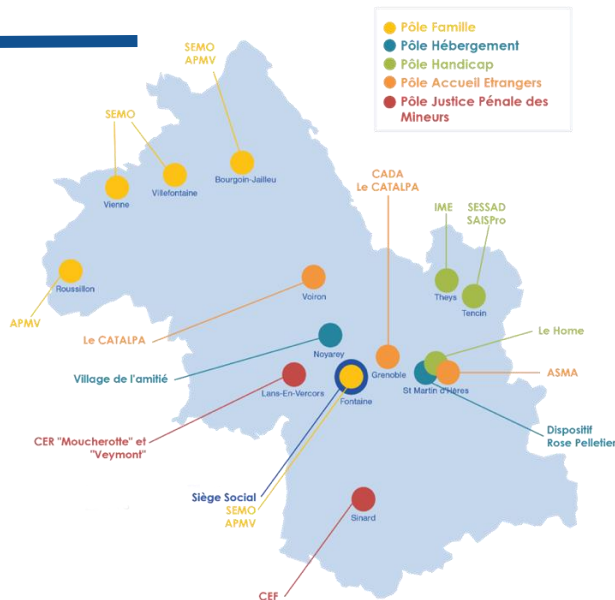 Pôle Famille
Pôle Hébergement
Pôle Handicap
Pôle Accueil Etrangers
Pôle Justice Pénale des
Mineurs
SEMO
APMV
SEMO
Bourgoin-Jailleu
Villefontaine
Vienne
CADA
Le CATALPA
IME
SESSAD
SAISPro
Roussillon
Voiron
Theys
Tencin
APMV
Le CATALPA
Noyarey
Le Home
Village de l'amitié
Grenoble
ASMA
Lans-En-Vercors
Fontaine
St Martin d'Hères
CER "Moucherotte" et
"Veymont"
Dispositif
Rose Pelletier
Siège Social
SEMO
APMV
Sinard
CEF